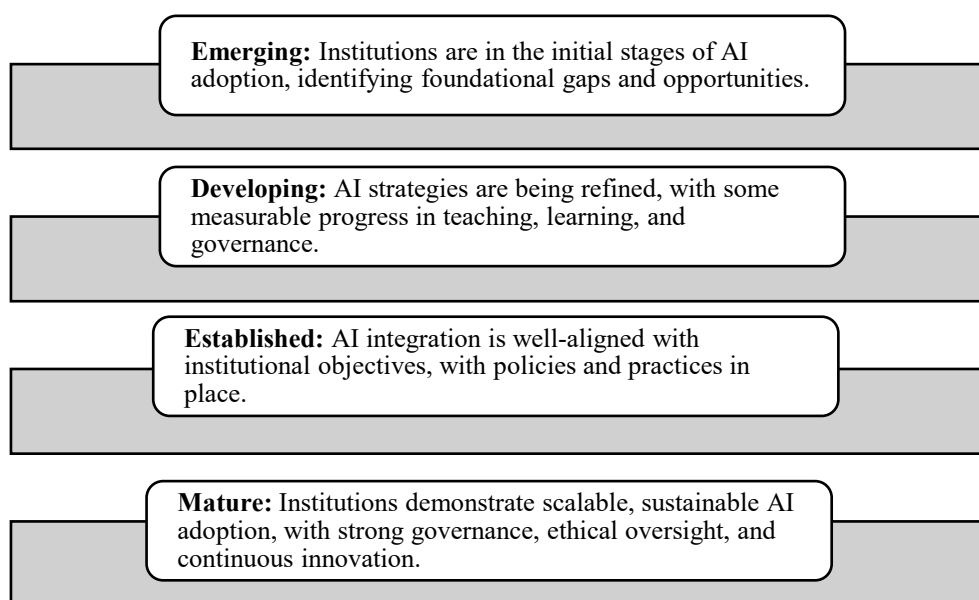 Emerging: Institutions are in the initial stages of AI
adoption, identifying foundational gaps and opportunities.
Developing: AI strategies are being refined, with some
measurable progress in teaching, learning, and
governance.
Established: AI integration is well-aligned with
institutional objectives, with policies and practices in
place.
Mature: Institutions demonstrate scalable, sustainable AI
adoption, with strong governance, ethical oversight, and
continuous innovation.